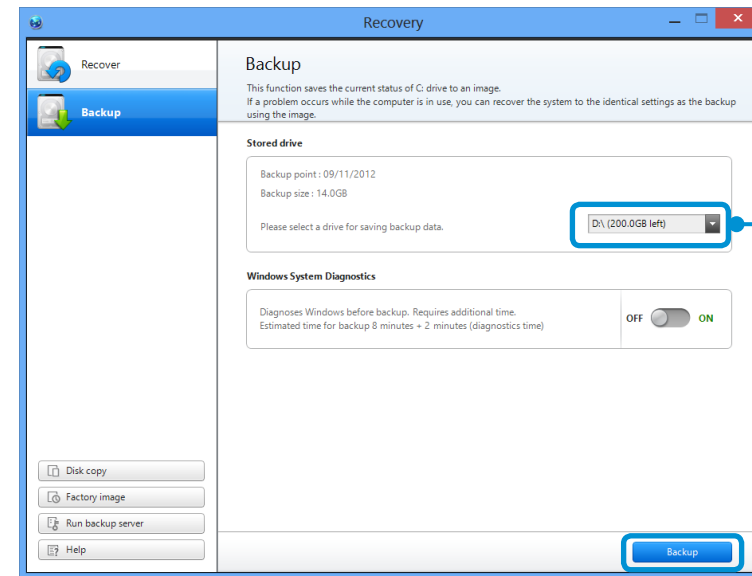 Recovery
Recover
Backup
Backup
This function saves the current status of C: drive to an image.
If a problem occurs while the computer is in use, you can recover the system to the identical settings as the backup
using the image.
Stored drive
Backup point : 09/11/2012
Backup size : 14.0GB
Please select a drive for saving backup data.
D:\ (200.0GB left)
Windows System Diagnostics
Diagnoses Windows before backup. Requires additional time.
Estimated time for backup 8 minutes + 2 minutes (diagnostics time)
OFF ON
Disk copy
Factory image
Run backup server
Help
Backup